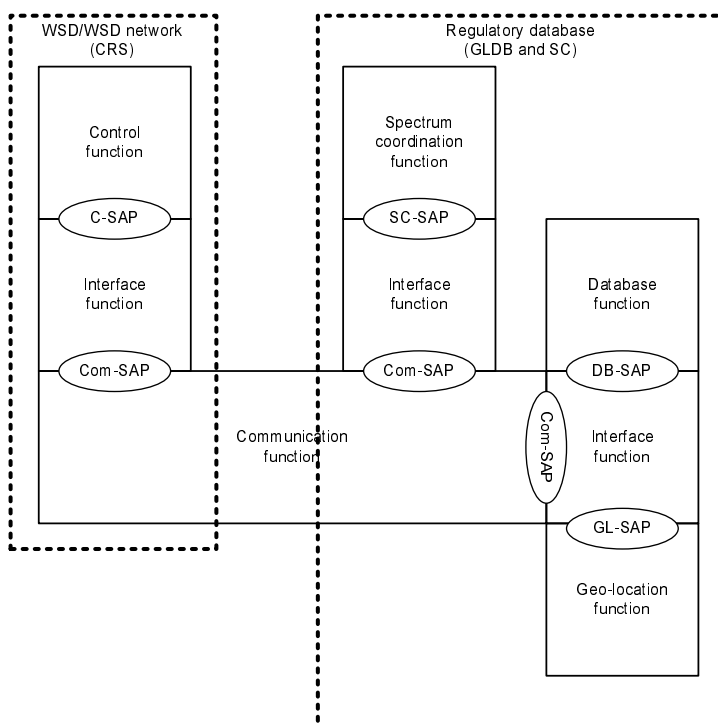 WSD/WSD network
(CRS)
Regulatory database
(GLDB and SC)
Control
function
Spectrum
coordination
function
C-SAP
SC-SAP
Interface
function
Interface
function
Database
function
Com-SAP
Com-SAP
DB-SAP
Communication
function
Com-SAP
Interface
function
GL-SAP
Geo-location
function